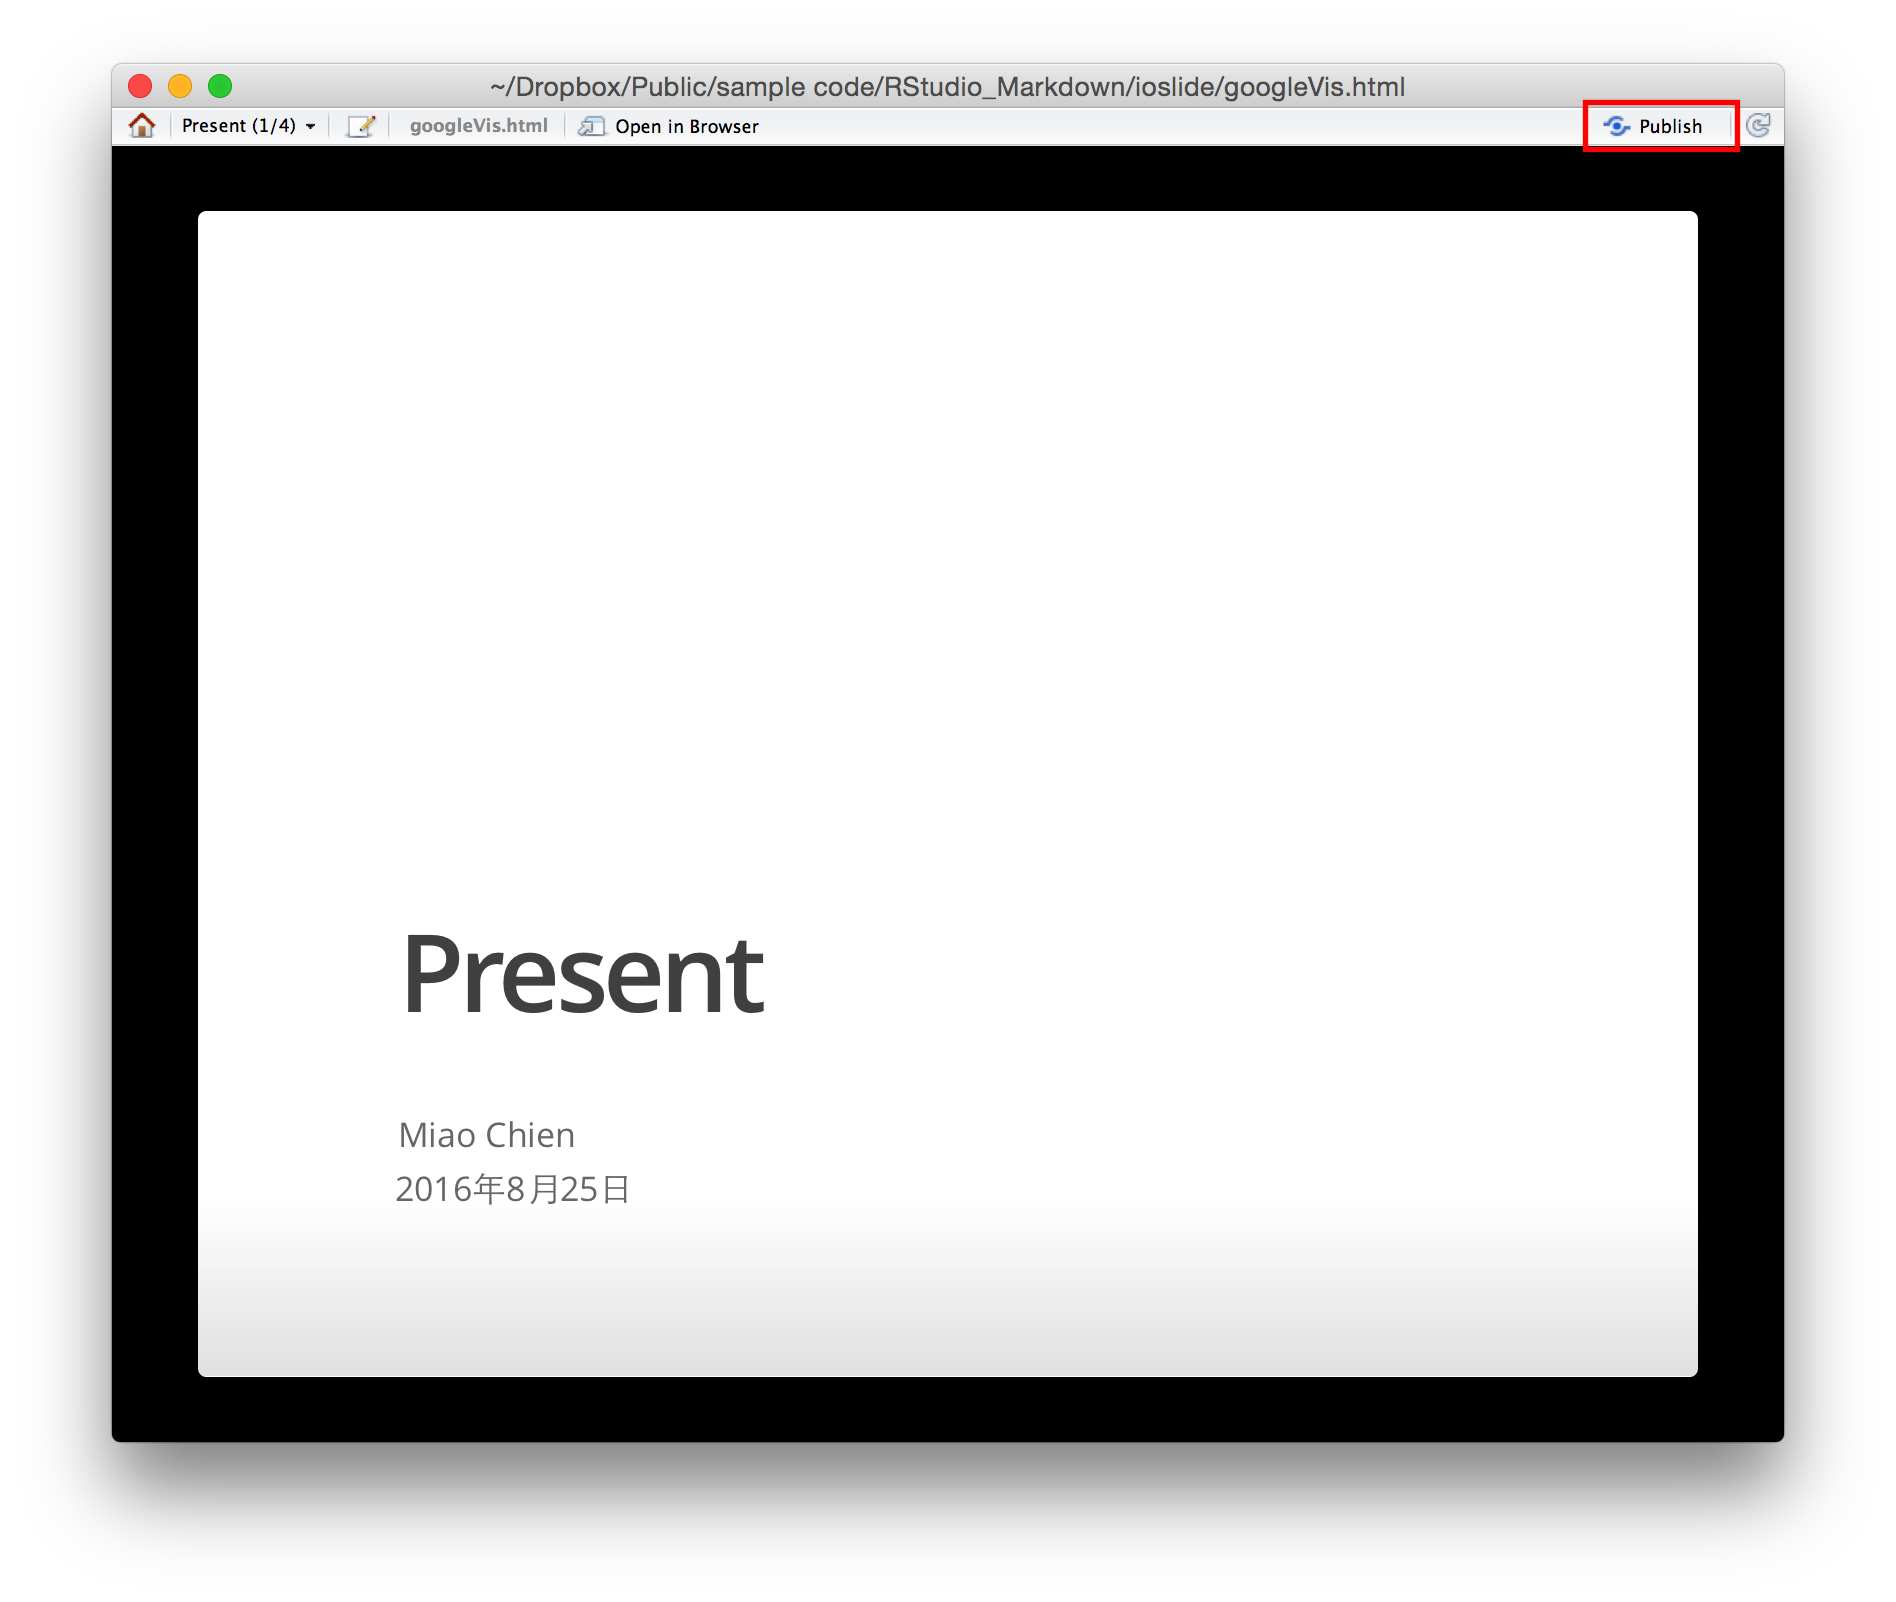 ~/Dropbox/Public/sample code/RStudio_Markdown/ioslide/googleVis.html
Present (1/4) googleVis.html Open in Browser Publish
Present
Miao Chien
2016年8月25日